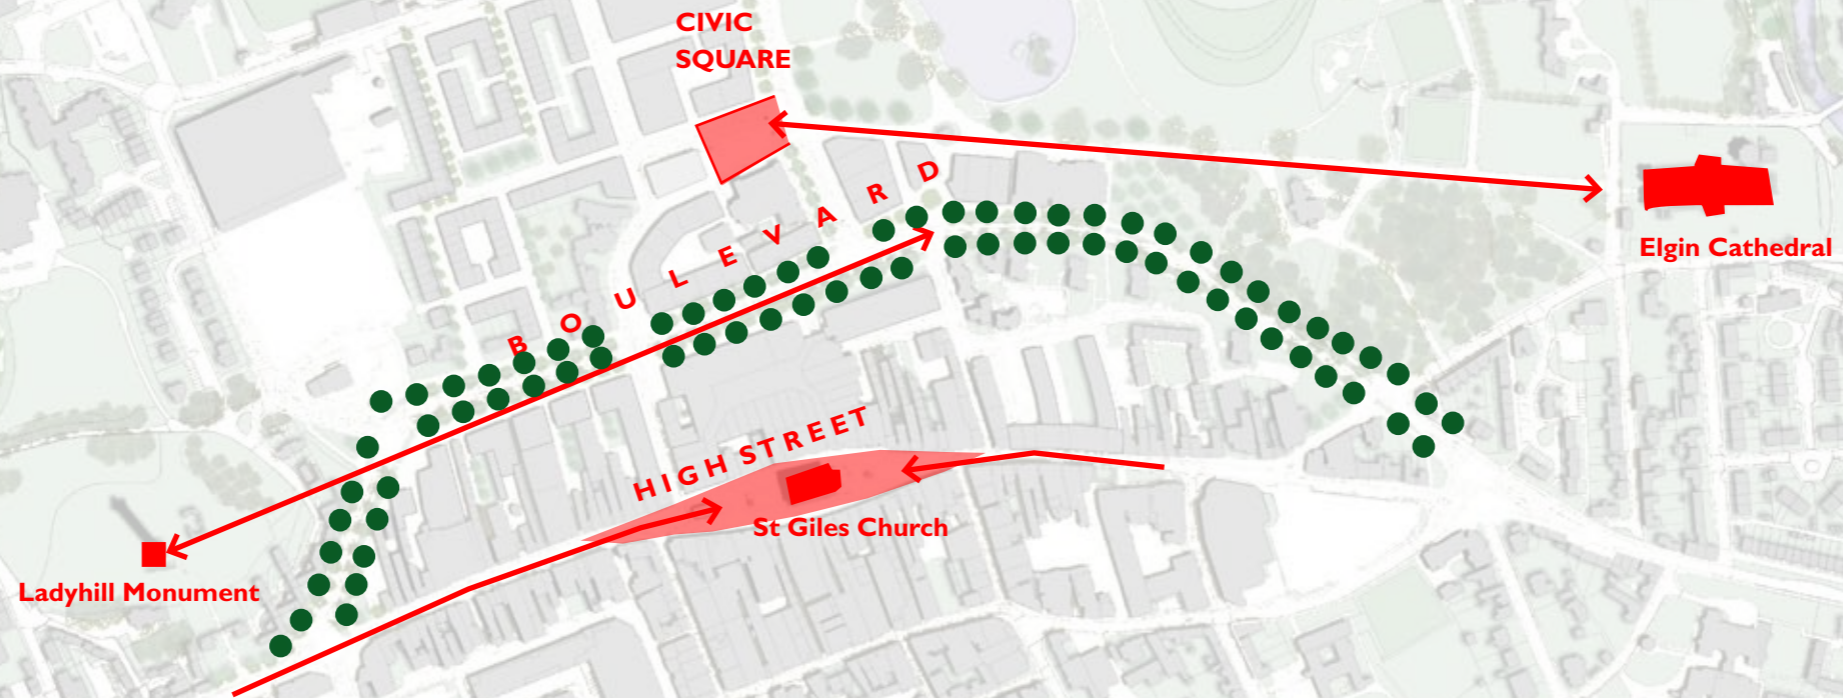 CIVIC
SQUARE
BOULEVARD
Elgin Cathedral
HIGH STREET
St Giles Church
Ladyhill Monument